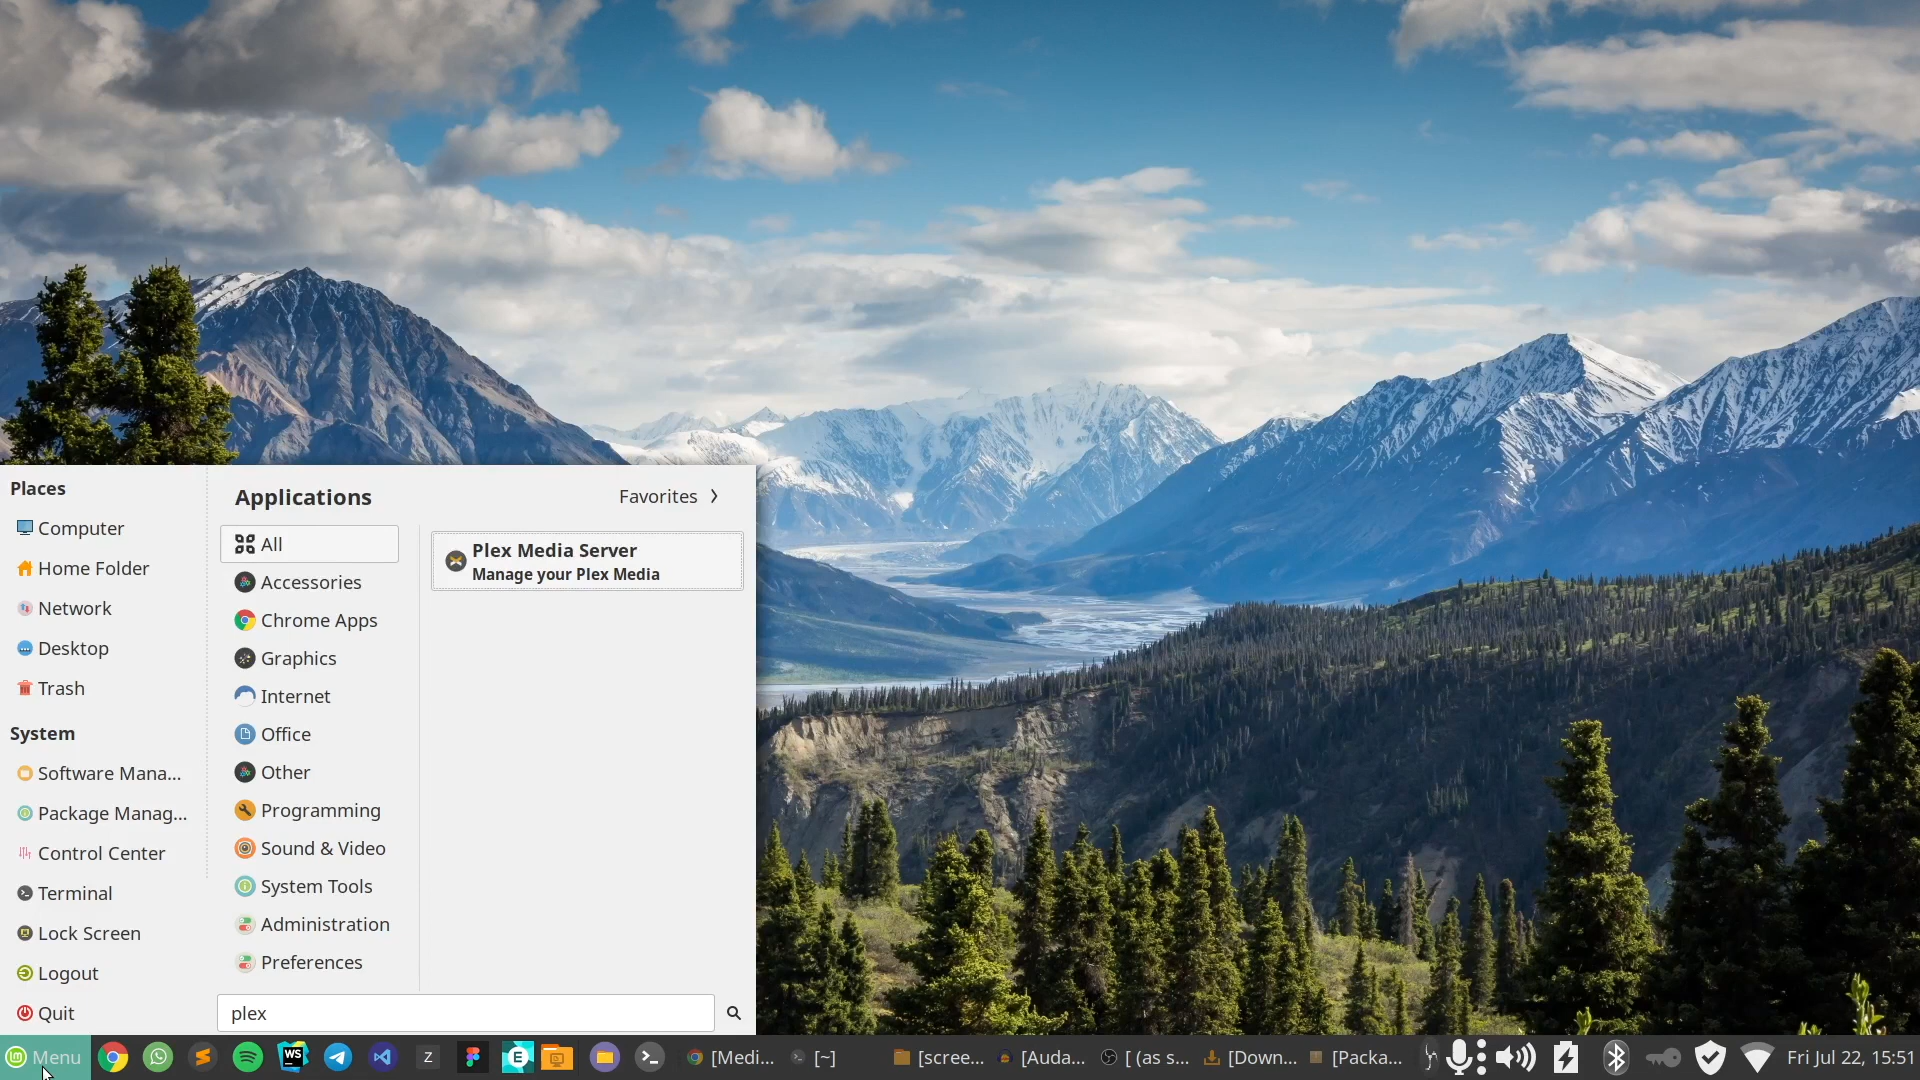 Places
Computer
Home Folder
Network
Desktop
Trash
System
Software Mana...
Package Manag...
Control Center
Terminal
Lock Screen
Logout
Quit
Applications
Favorites
All
Accessories
Chrome Apps
Graphics
Internet
Office
Other
Programming
Sound & Video
System Tools
Administration
Preferences
Plex Media Server
Manage your Plex Media
plex
Menu
WS
Z
E
[Medi...
[~]
[scree...
[Auda...
[ (as s...
[Down...
[Packa...
Fri Jul 22, 15:51